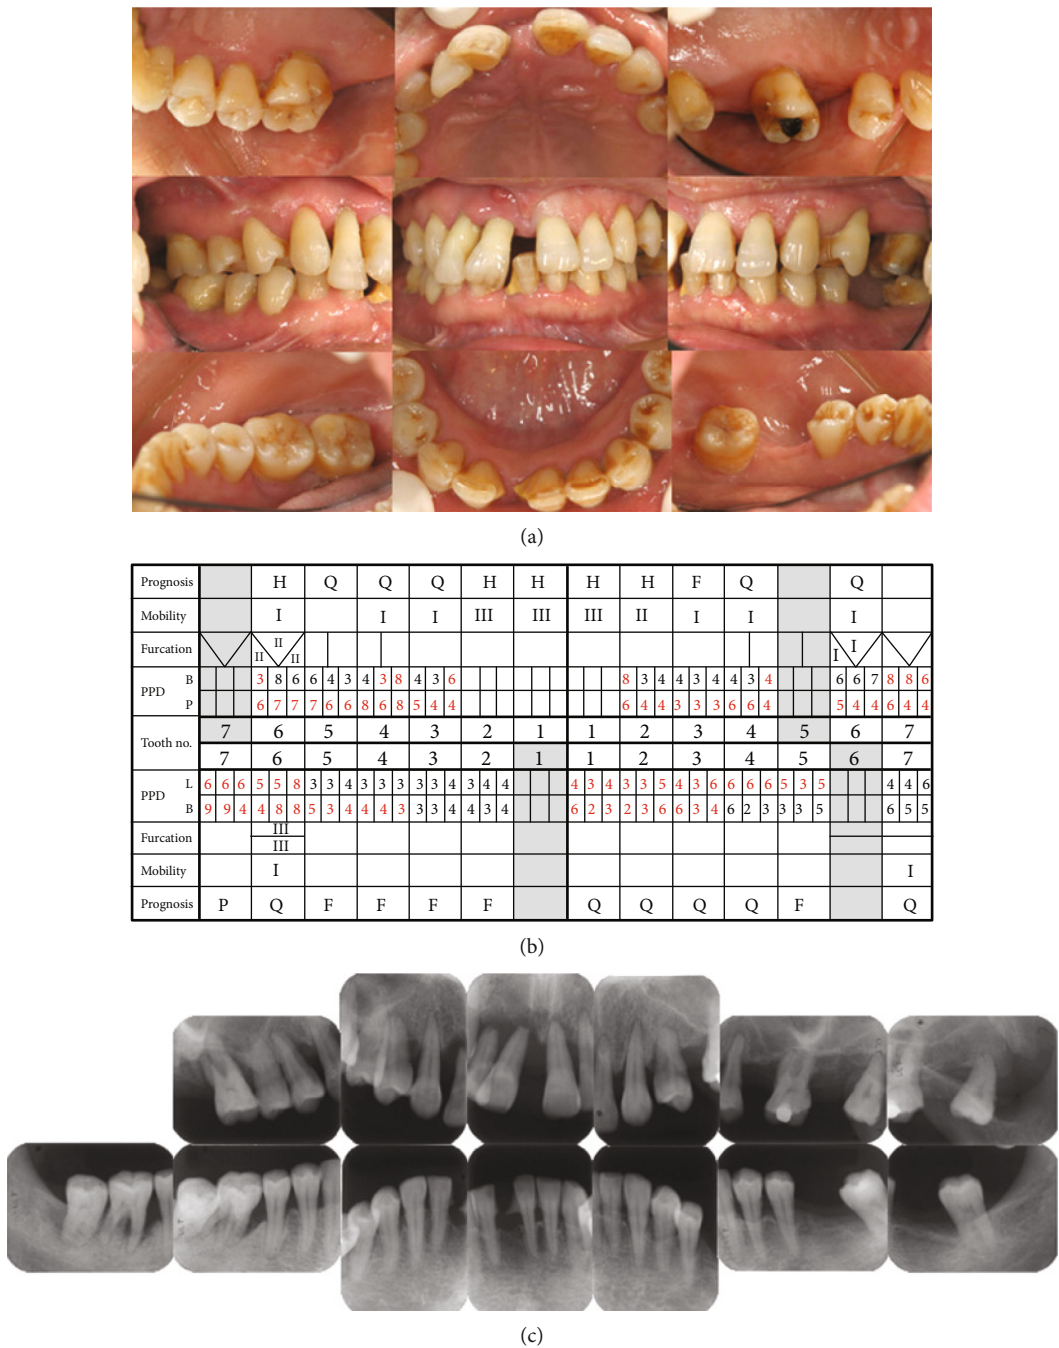 (a)
Prognosis H Q Q Q H H H H F Q Q
Mobility I I I III III III II I I I
Furcation II II II I I
PPD B 3 8 6 6 4 3 4 3 8 4 3 6 8 3 4 4 3 4 4 3 4 6 6 7 8 8 6
P 6 7 7 7 6 6 8 6 8 5 4 4 6 4 4 3 3 3 6 6 4 5 4 4 6 4 4
Tooth no. 7 6 5 4 3 2 1 1 2 3 4 5 6 7
7 6 5 4 3 2 1 1 2 3 4 5 6 7
PPD L 6 6 6 5 5 8 3 3 4 3 3 3 3 3 4 3 4 4 4 3 4 3 3 5 4 3 6 6 6 6 5 3 5 4 4 6
B 9 9 4 4 8 8 5 3 4 4 4 3 3 3 4 4 3 4 6 2 3 2 3 6 6 3 4 6 2 3 3 3 5 6 5 5
Furcation III III
Mobility I I
Prognosis P Q F F F F Q Q Q Q F Q
(b)
(c)